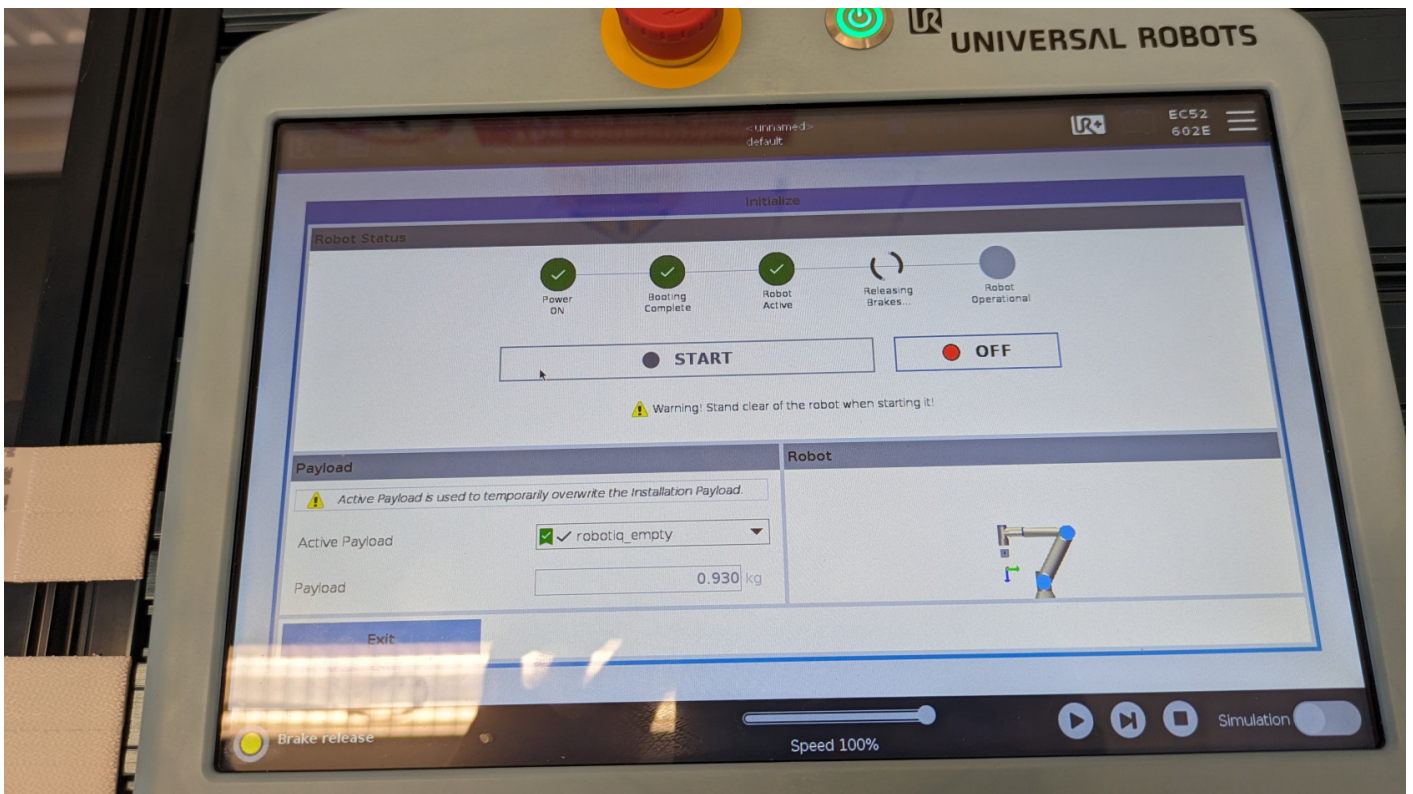 UR
UNIVERSAL ROBOTS
<unnamed>
default
UR+
EC52
602E
Initialize
Robot Status
Power
ON
Booting
Complete
Robot
Active
Releasing
Brakes...
Robot
Operational
START
OFF
Warning! Stand clear of the robot when starting it!
Payload
Active Payload is used to temporarily overwrite the Installation Payload.
Active Payload
robotiq_empty
Payload
0.930 kg
Robot
Exit
Brake release
Speed 100%
Simulation